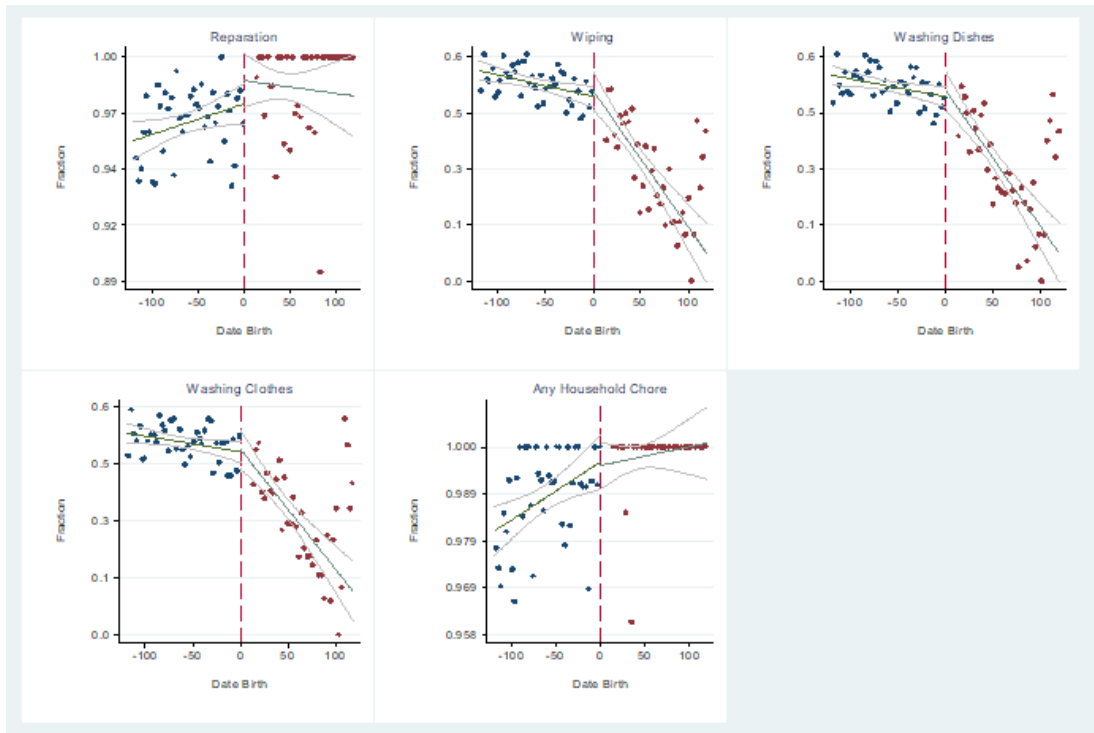 Reparation
1.00
0.97
0.94
0.92
0.89
Fraction
-100 -50 0 50 100
Date Birth
Wiping
0.6
0.5
0.3
0.1
0.0
Fraction
-100 -50 0 50 100
Date Birth
Washing Dishes
0.6
0.5
0.3
0.1
0.0
Fraction
-100 -50 0 50 100
Date Birth
Washing Clothes
0.6
0.5
0.3
0.1
0.0
Fraction
-100 -50 0 50 100
Date Birth
Any Household Chore
1.000
0.989
0.979
0.969
0.958
Fraction
-100 -50 0 50 100
Date Birth